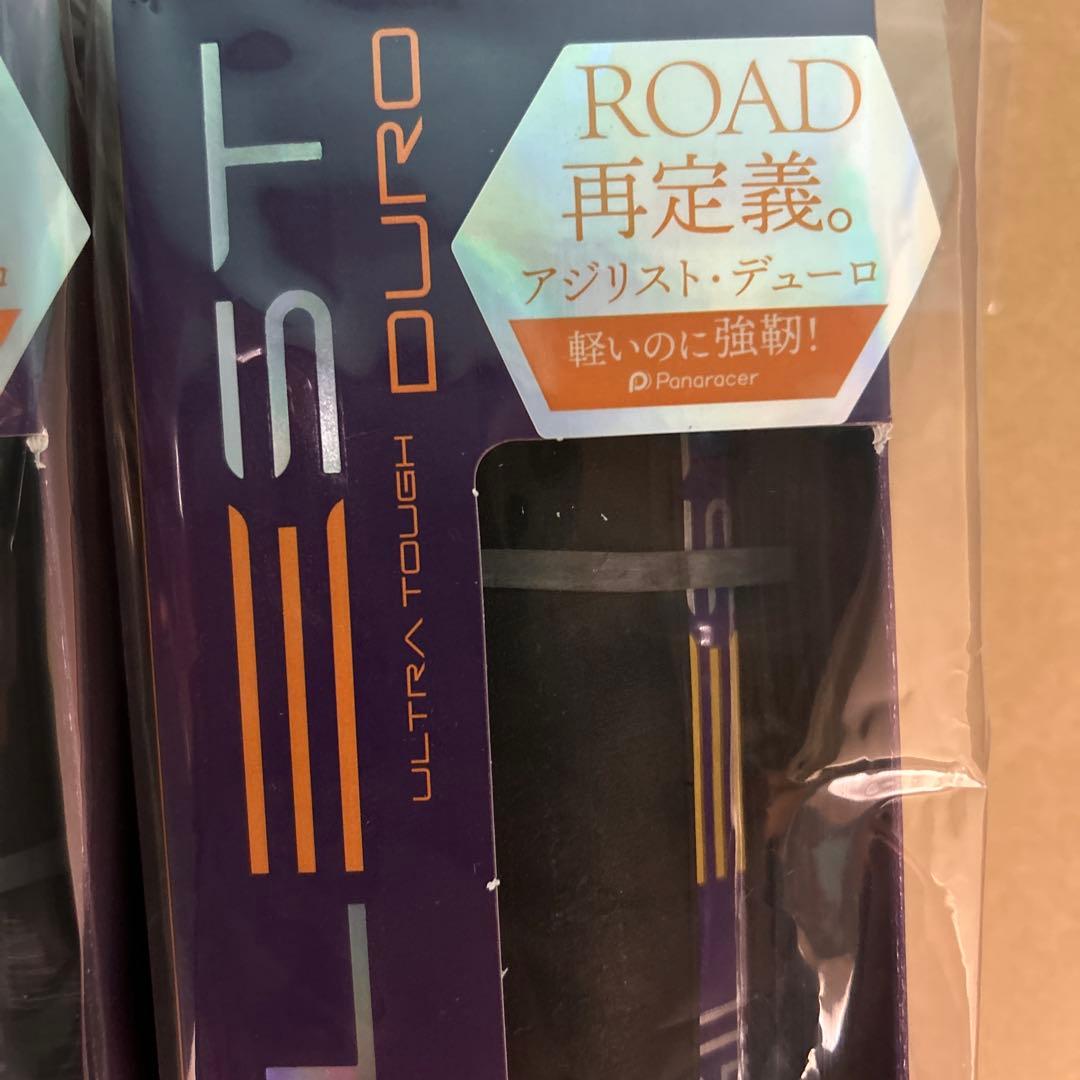 ROAD
再定義。
アジリスト・デューロ
軽いのに強靭!
Panaracer
DURO
ULTRA TOUGH
ST